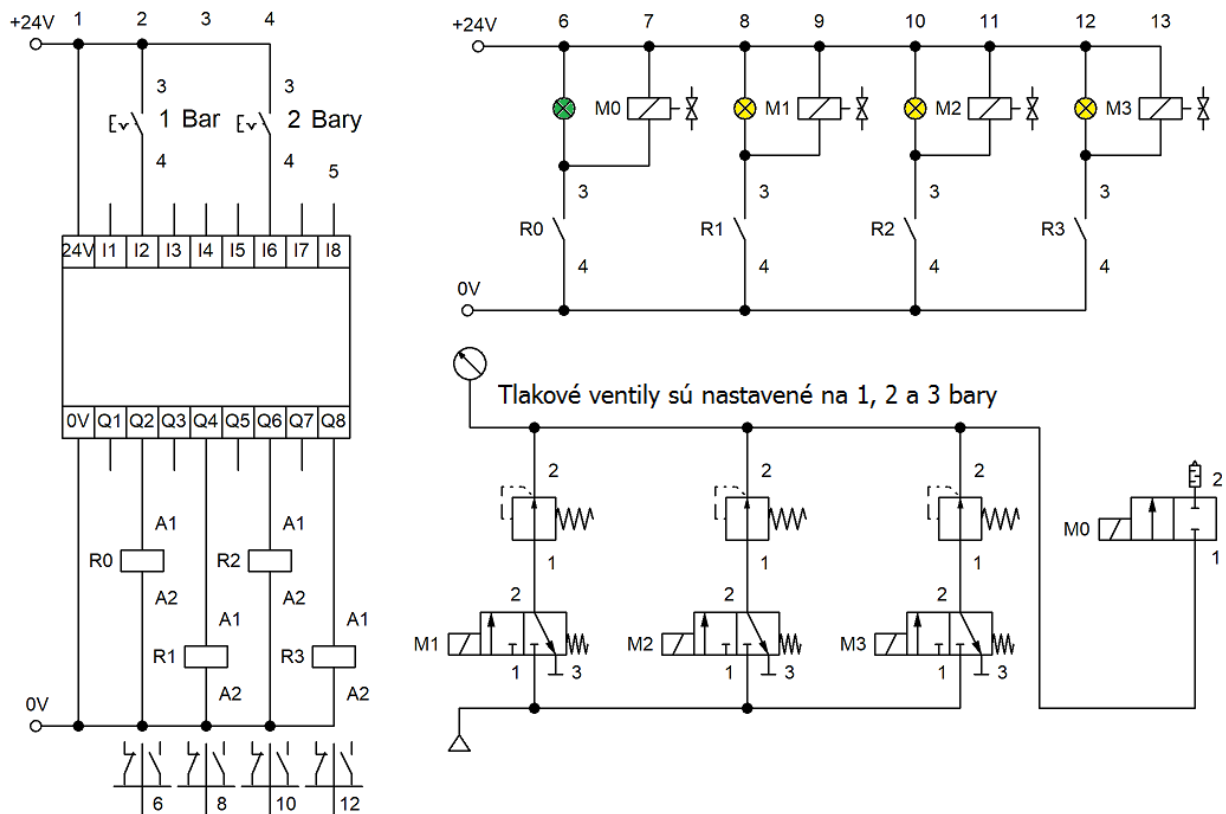 1 2 3 4
+24V
3 3
1 Bar 2 Bary
4 4 5
24V I1 I2 I3 I4 I5 I6 I7 I8
0V Q1 Q2 Q3 Q4 Q5 Q6 Q7 Q8
A1 A1
R0 R2
A2 A2
A1 A1
R1 R3
A2 A2
0V
6 8 10 12
6 7 8 9 10 11 12 13
+24V
M0 M1 M2 M3
3 3 3 3
R0 R1 R2 R3
4 4 4 4
0V
Tlakové ventily sú nastavené na 1, 2 a 3 bary
2 2 2 2
M0
1 1 1 1
2 2 2
M1 M2 M3
1 3 1 3 1 3